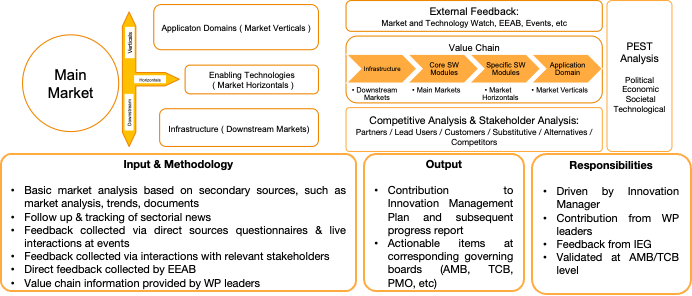 Main
Market
Verticals
Horizontals
Downstream
Applicaton Domains ( Market Verticals)
Enabling Technologies
( Market Horizontals)
Infrastructure ( Downstream Markets)
External Feedback:
Market and Technology Watch, EEAB, Events, etc
Value Chain
Infrastructure
Core SW
Modules
Specific SW
Modules
Application
Domain
• Downstream
Markets
• Main Markets
• Market
Horizontals
• Market Verticals
Competitive Analysis & Stakeholder Analysis:
Partners / Lead Users / Customers / Substitutive / Alternatives /
Competitors
PEST
Analysis
Political
Economic
Societal
Technological
Input & Methodology
• Basic market analysis based on secondary sources, such as
market analysis, trends, documents
• Follow up & tracking of sectorial news
• Feedback collected via direct sources questionnaires & live
interactions at events
• Feedback collected via interactions with relevant stakeholders
• Direct feedback collected by EEAB
• Value chain information provided by WP leaders
Output
• Contribution to
Innovation Management
Plan and subsequent
progress report
• Actionable items at
corresponding governing
boards (AMB, TCB,
PMO, etc)
Responsibilities
• Driven by Innovation
Manager
• Contribution from WP
leaders
• Feedback from IEG
• Validated at AMB/TCB
level